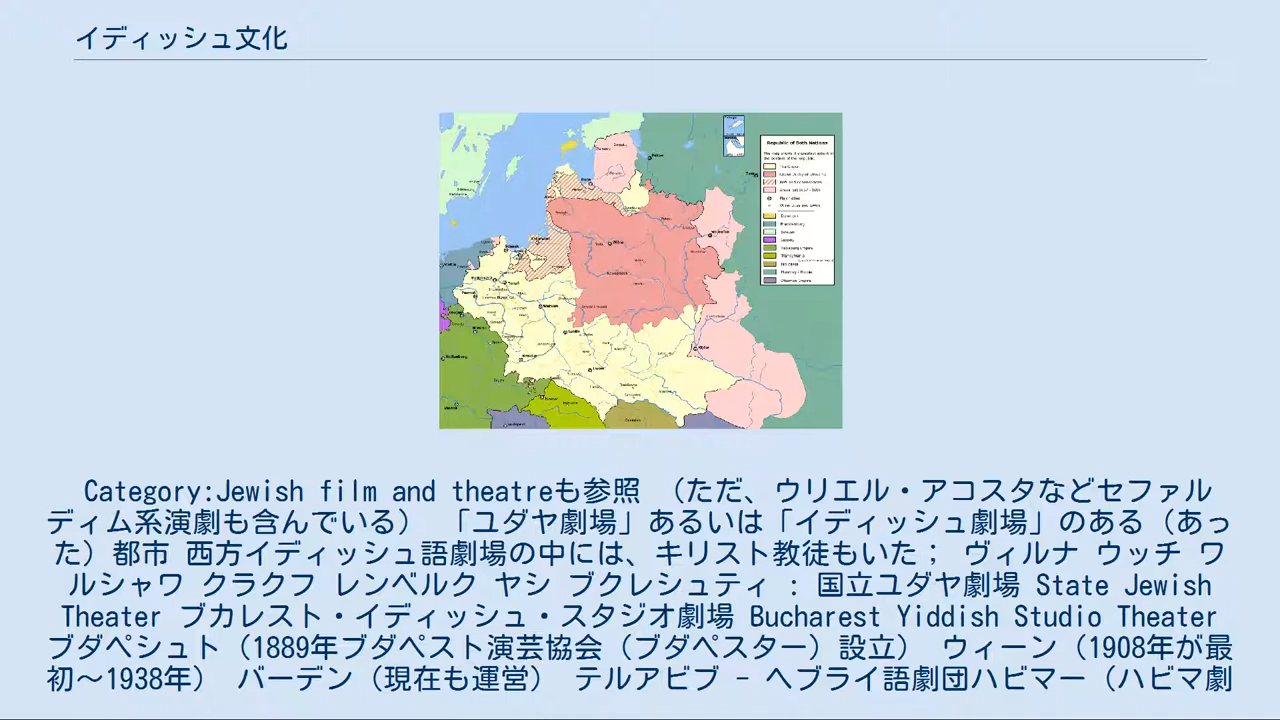 イディッシュ文化
Republic of Both Nations
Category:Jewish film and theatreも参照 （ただ、ウリエル・アコスタなどセファル
ディム系演劇も含んでいる） 「ユダヤ劇場」あるいは「イディッシュ劇場」のある（あっ
た）都市 西方イディッシュ語劇場の中には、キリスト教徒もいた； ヴィルナ ウッチ ワ
ルシャワ クラクフ レンベルク ヤシ ブクレシュティ : 国立ユダヤ劇場 State Jewish
Theater ブカレスト・イディッシュ・スタジオ劇場 Bucharest Yiddish Studio Theater
ブダペシュト（1889年ブダペスト演芸協会（ブダペスター）設立） ウィーン（1908年が最
初〜1938年） バーデン（現在も運営） テルアビブ - ヘブライ語劇団ハビマー（ハビマ劇